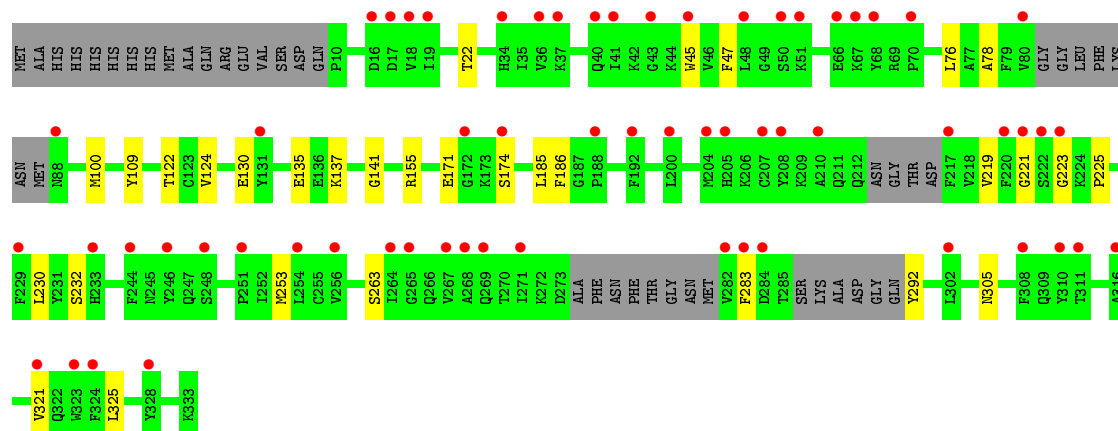 MET ALA HIS HIS HIS HIS HIS HIS MET ALA GLN ARG GLU VAL SER ASP GLN P10 D16 D17 V18 I19 T22 H34 I35 V36 K37 Q40 I41 K42 G43 K44 W45 V46 F47 L48 G49 S50 K51 E66 K67 Y68 R69 P70 L76 A77 A78 F79 V80 GLY GLY LEU PHE LYS
ASN MET N88 M100 Y109 T122 C123 V124 E130 Y131 E135 E136 K137 G141 R155 E171 G172 K173 S174 L185 F186 G187 P188 F192 L200 M204 H205 K206 C207 Y208 K209 A210 Q211 Q212 ASN GLY THR ASP F217 V218 V219 F220 G221 S222 G223 K224 P225
F229 L230 Y231 S232 H233 F244 N245 Y246 Q247 S248 P251 I252 M253 L254 C255 V256 S263 I264 G265 Q266 V267 A268 Q269 T270 I271 K272 D273 ALA PHE ASN PHE THR GLY ASN MET V282 F283 D284 T285 SER LYS ALA ASP GLY GLN Y292 L302 N305 F308 Q309 Y310 T311 A316
V321 Q322 W323 F324 L325 Y328 K333